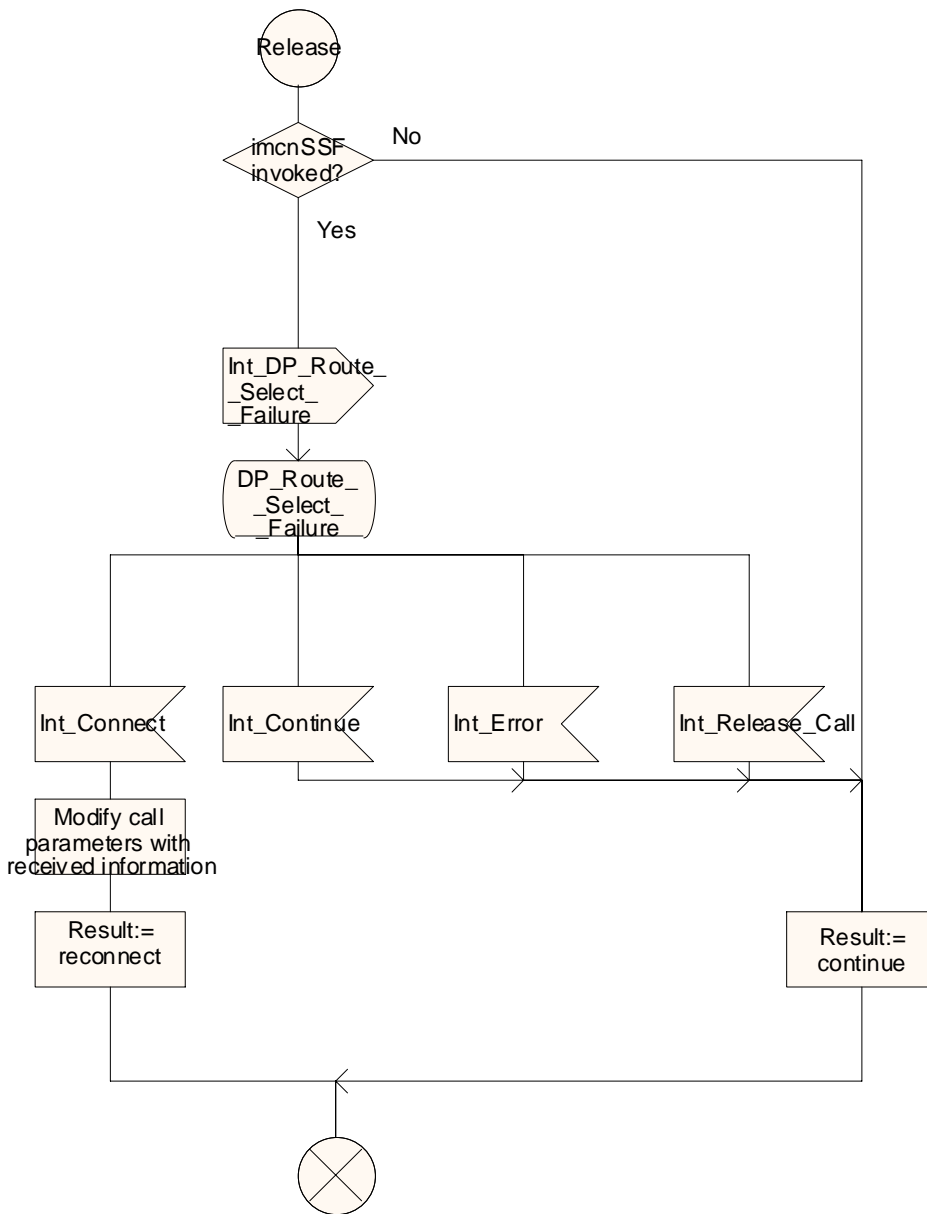 Release
imcnSSF
invoked?
No
Yes
Int_DP_Route_
_Select_
_Failure
DP_Route_
_Select_
_Failure
Int_Connect
Int_Continue
Int_Error
Int_Release_Call
Modify call
parameters with
received information
Result:=
reconnect
Result:=
continue